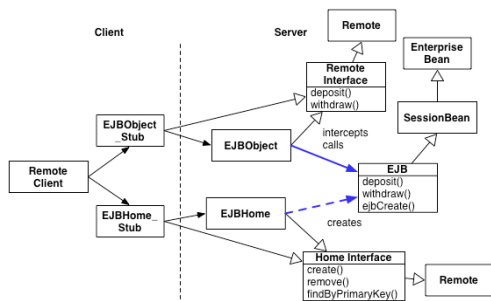 Client
Server
Remote
Enterprise
Bean
Remote
Interface
deposit()
withdraw()
SessionBean
EJBObject
_Stub
EJBObject
intercepts
calls
Remote
Client
EJB
deposit()
withdraw()
ejbCreate()
EJBHome_
Stub
EJBHome
creates
Home Interface
create()
remove()
findByPrimaryKey()
Remote